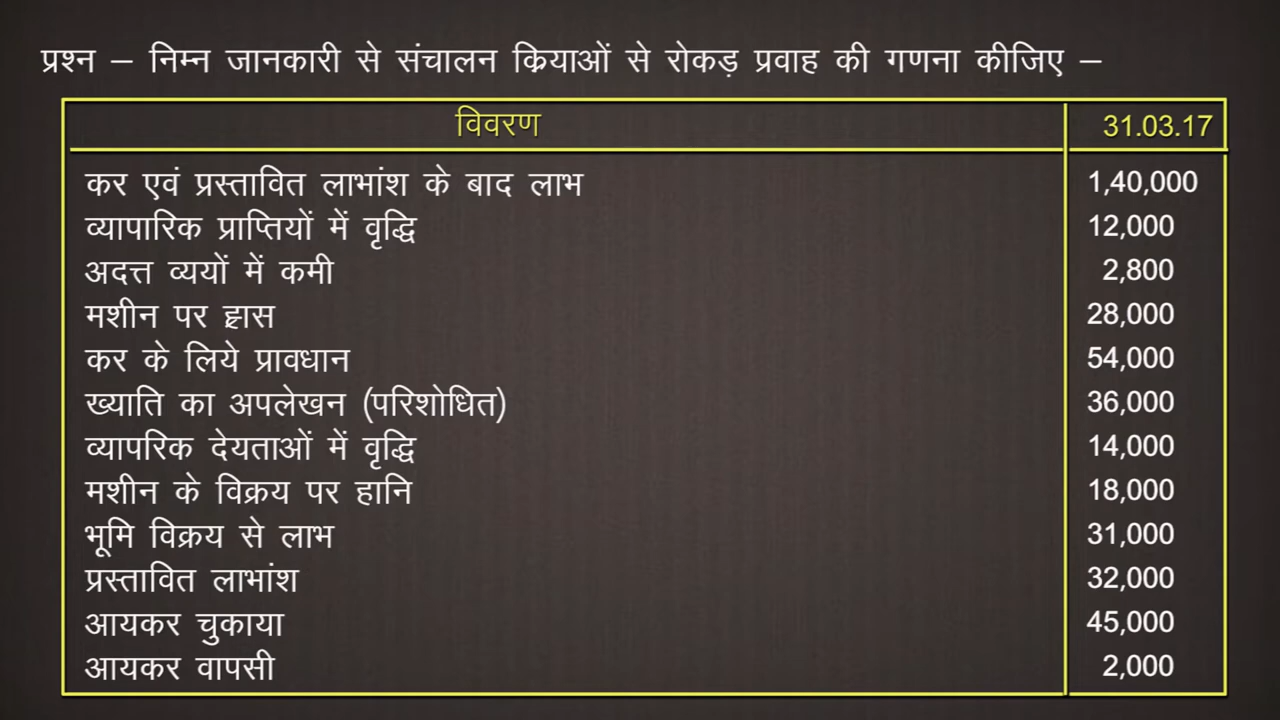 प्रश्न – निम्न जानकारी से संचालन क्रियाओं से रोकड़ प्रवाह की गणना कीजिए –
विवरण 31.03.17
कर एवं प्रस्तावित लाभांश के बाद लाभ 1,40,000
व्यापारिक प्राप्तियों में वृद्धि 12,000
अदत्त व्ययों में कमी 2,800
मशीन पर ह्रास 28,000
कर के लिये प्रावधान 54,000
ख्याति का अपलेखन (परिशोधित) 36,000
व्यापरिक देयताओं में वृद्धि 14,000
मशीन के विक्रय पर हानि 18,000
भूमि विक्रय से लाभ 31,000
प्रस्तावित लाभांश 32,000
आयकर चुकाया 45,000
आयकर वापसी 2,000